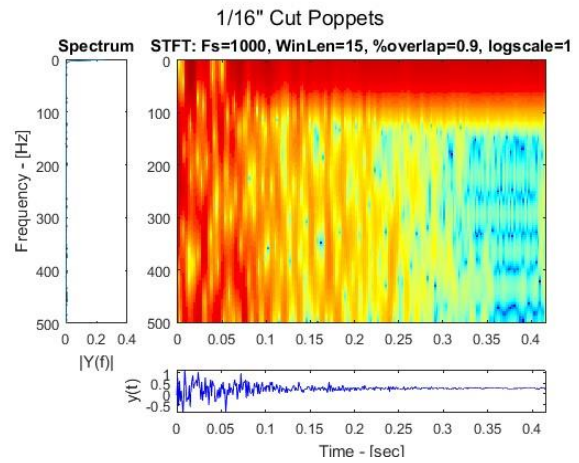 1/16" Cut Poppets
Spectrum
STFT: Fs=1000, WinLen=15, %overlap=0.9, logscale=1
Frequency - [Hz]
0
100
200
300
400
500
0 0.2 0.4
|Y(f)|
0
100
200
300
400
500
0 0.05 0.1 0.15 0.2 0.25 0.3 0.35 0.4
y(t)
1
0.5
0
-0.5
0 0.05 0.1 0.15 0.2 0.25 0.3 0.35 0.4
Time - [sec]